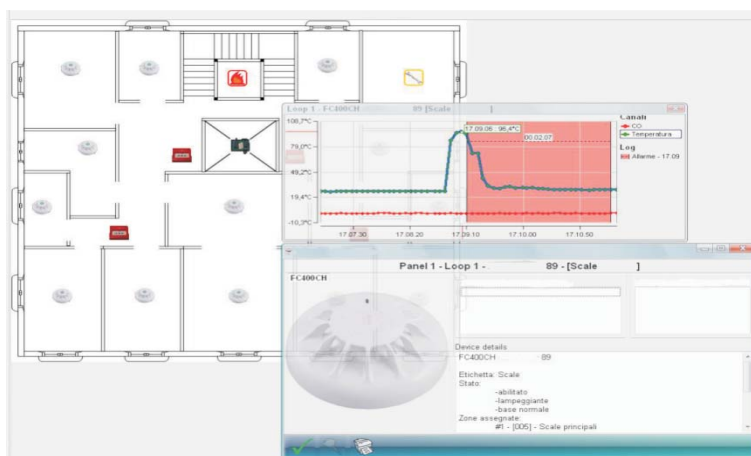 Loop 1 - FC400CH 89 [Scale ]
Canali
CO
Temperatura
Log
Allarme - 17.09
106,7°C
79,0°C
49,2°C
19,4°C
-10,3°C
17.09.06 : 96,4°C
00:02.07
17.07.30
17.08.20
17.09.10
17.10.00
17.10.50
Panel 1 - Loop 1 - 89 - [Scale ]
FC400CH
Device details
FC400CH 89
Etichetta: Scale
Stato:
-abilitato
-lampeggiante
-base normale
Zone assegnate:
#1 - [005] - Scale principali